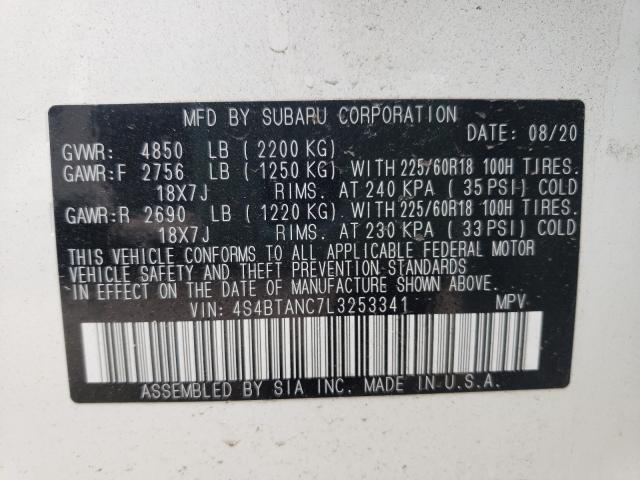 MFD BY SUBARU CORPORATION
DATE: 08/20
GVWR: 4850 LB (2200 KG)
GAWR:F 2756 LB (1250 KG) WITH 225/60R18 100H TIRES.
18X7J RIMS. AT 240 KPA (35 PSI) COLD
GAWR:R 2690 LB (1220 KG) WITH 225/60R18 100H TIRES.
18X7J RIMS. AT 230 KPA (33 PSI) COLD
THIS VEHICLE CONFORMS TO ALL APPLICABLE FEDERAL MOTOR
VEHICLE SAFETY AND THEFT PREVENTION STANDARDS
IN EFFECT ON THE DATE OF MANUFACTURE SHOWN ABOVE.
VIN: 4S4BTANC7L3253341 MPV
ASSEMBLED BY SIA INC. MADE IN U.S.A.